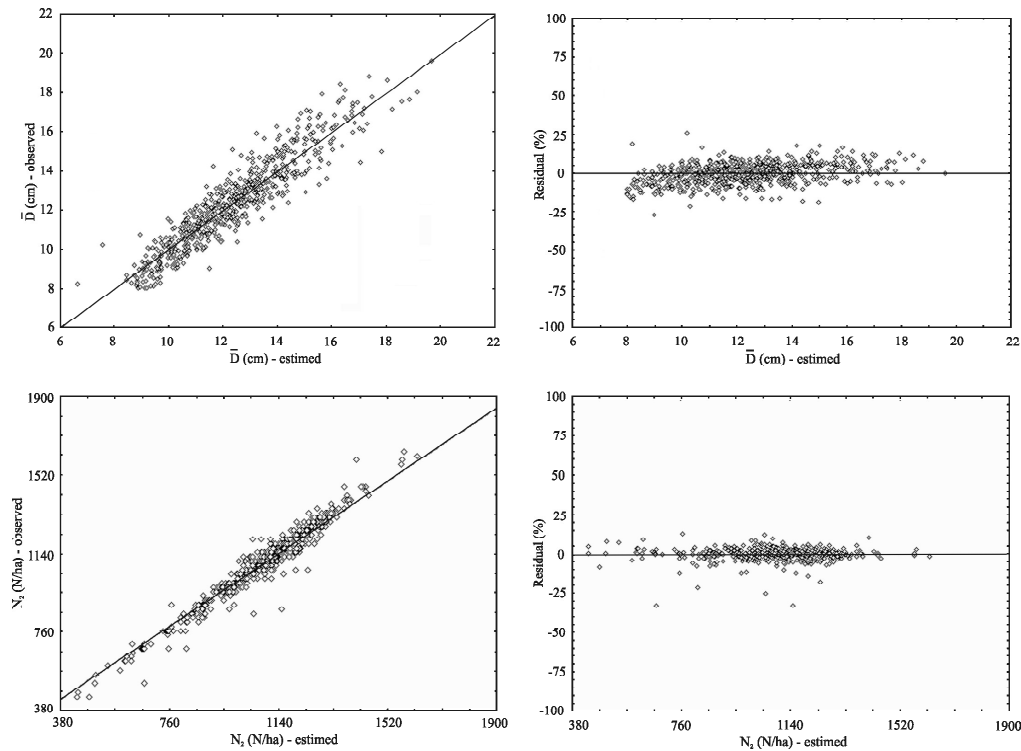 22
20
18
16
14
12
10
8
6
D̅ (cm) - observed
6 8 10 12 14 16 18 20 22
D̅ (cm) - estimed
100
75
50
25
0
-25
-50
-75
-100
Residual (%)
6 8 10 12 14 16 18 20 22
D̅ (cm) - estimed
1900
1520
1140
760
380
N₂ (N/ha) - observed
380 760 1140 1520 1900
N₂ (N/ha) - estimed
100
75
50
25
0
-25
-50
-75
-100
Residual (%)
380 760 1140 1520 1900
N₂ (N/ha) - estimed